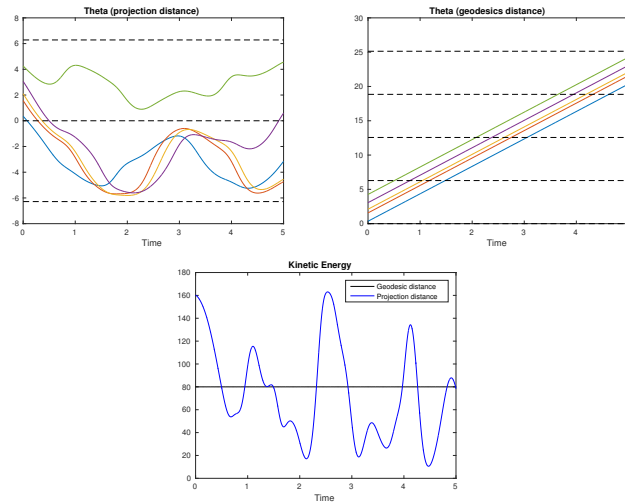 Theta (projection distance)
8
6
4
2
0
-2
-4
-6
-8
0 1 2 3 4 5
Time
Theta (geodesics distance)
30
25
20
15
10
5
0
0 1 2 3 4
Time
Kinetic Energy
180
160
140
120
100
80
60
40
20
0
0 1 2 3 4 5
Time
Geodesic distance
Projection distance